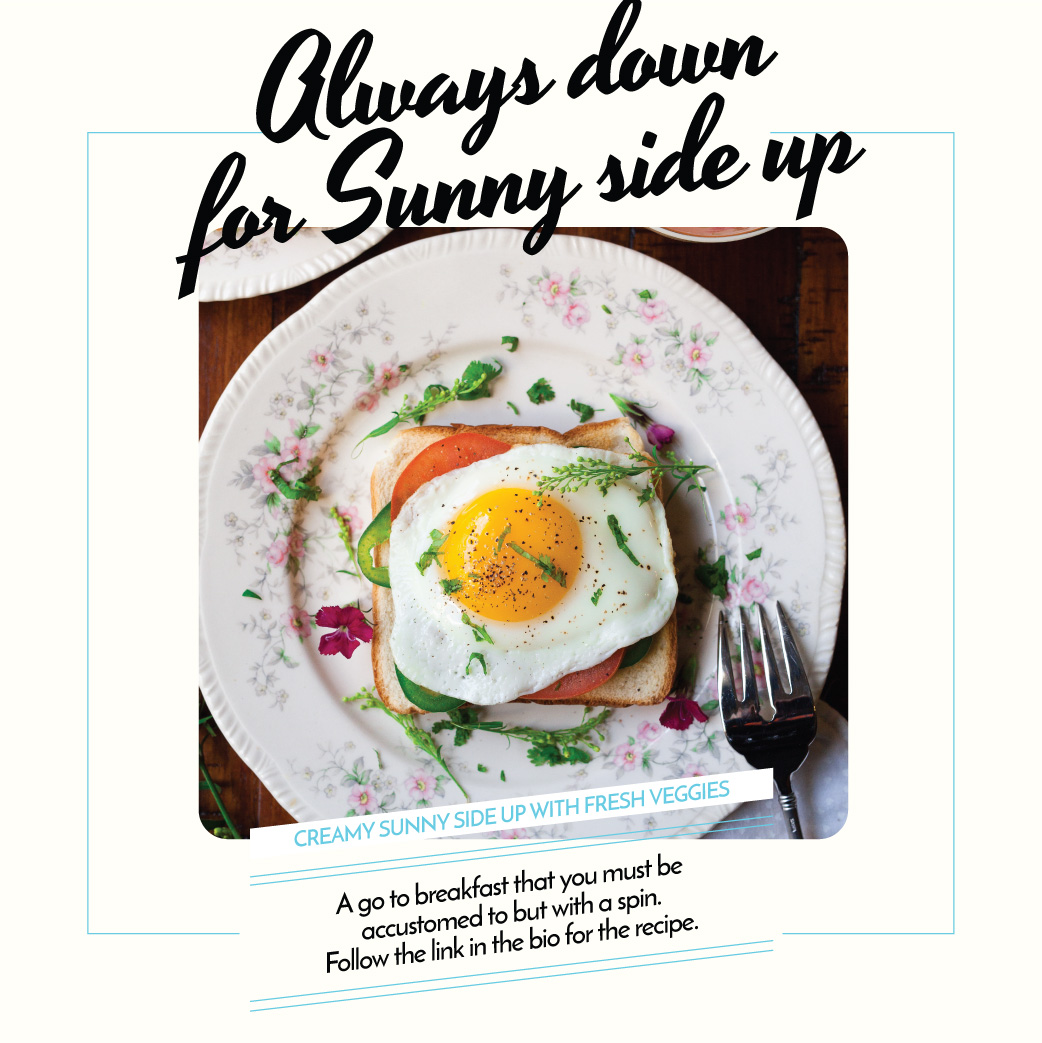 Always down
for Sunny side up
CREAMY SUNNY SIDE UP WITH FRESH VEGGIES
A go to breakfast that you must be
accustomed to but with a spin.
Follow the link in the bio for the recipe.